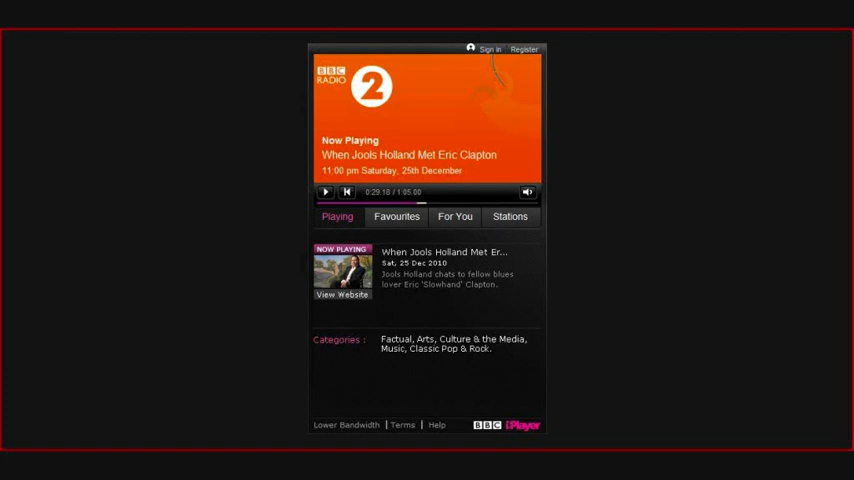 Sign in | Register
BBC
RADIO
2
Now Playing
When Jools Holland Met Eric Clapton
11:00 pm Saturday, 25th December
0:29:18 / 1:05:00
Playing Favourites For You Stations
NOW PLAYING
View Website
When Jools Holland Met Er...
Sat, 25 Dec 2010
Jools Holland chats to fellow blues
lover Eric 'Slowhand' Clapton.
Categories :
Factual, Arts, Culture & the Media,
Music, Classic Pop & Rock.
Lower Bandwidth | Terms | Help
BBC iPlayer